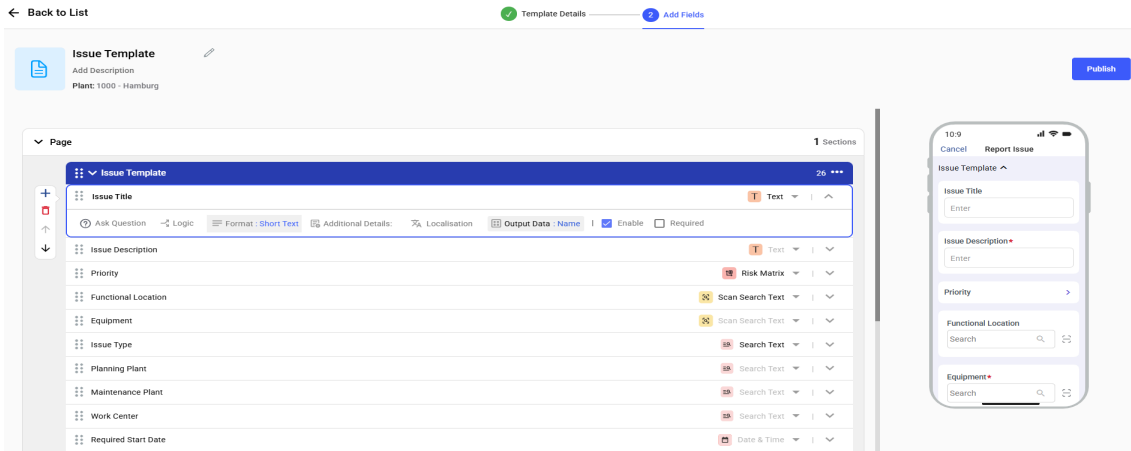 Back to List
Template Details
2 Add Fields
Issue Template
Add Description
Plant: 1000 - Hamburg
Publish
Page
1 Sections
Issue Template
26
Issue Title
T Text
Ask Question
Logic
Format : Short Text
Additional Details:
Localisation
Output Data : Name
Enable
Required
Issue Description
T Text
Priority
Risk Matrix
Functional Location
Scan Search Text
Equipment
Scan Search Text
Issue Type
Search Text
Planning Plant
Search Text
Maintenance Plant
Search Text
Work Center
Search Text
Required Start Date
Date & Time
10:9
Cancel
Report Issue
Issue Template
Issue Title
Enter
Issue Description*
Enter
Priority
Functional Location
Search
Equipment*
Search